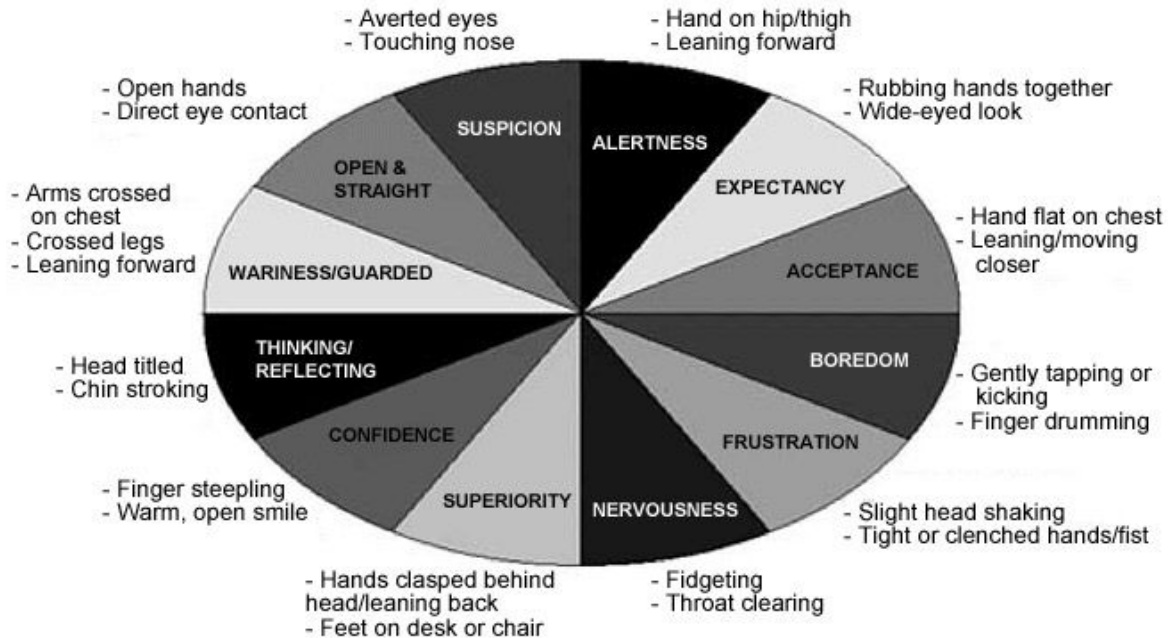 - Averted eyes
- Touching nose
- Hand on hip/thigh
- Leaning forward
- Open hands
- Direct eye contact
- Rubbing hands together
- Wide-eyed look
SUSPICION
ALERTNESS
OPEN &
STRAIGHT
EXPECTANCY
- Arms crossed
on chest
- Crossed legs
- Leaning forward
- Hand flat on chest
- Leaning/moving
closer
WARINESS/GUARDED
ACCEPTANCE
THINKING/
REFLECTING
BOREDOM
- Head titled
- Chin stroking
- Gently tapping or
kicking
- Finger drumming
CONFIDENCE
FRUSTRATION
- Finger steepling
- Warm, open smile
SUPERIORITY
NERVOUSNESS
- Slight head shaking
- Tight or clenched hands/fist
- Hands clasped behind
head/leaning back
- Feet on desk or chair
- Fidgeting
- Throat clearing